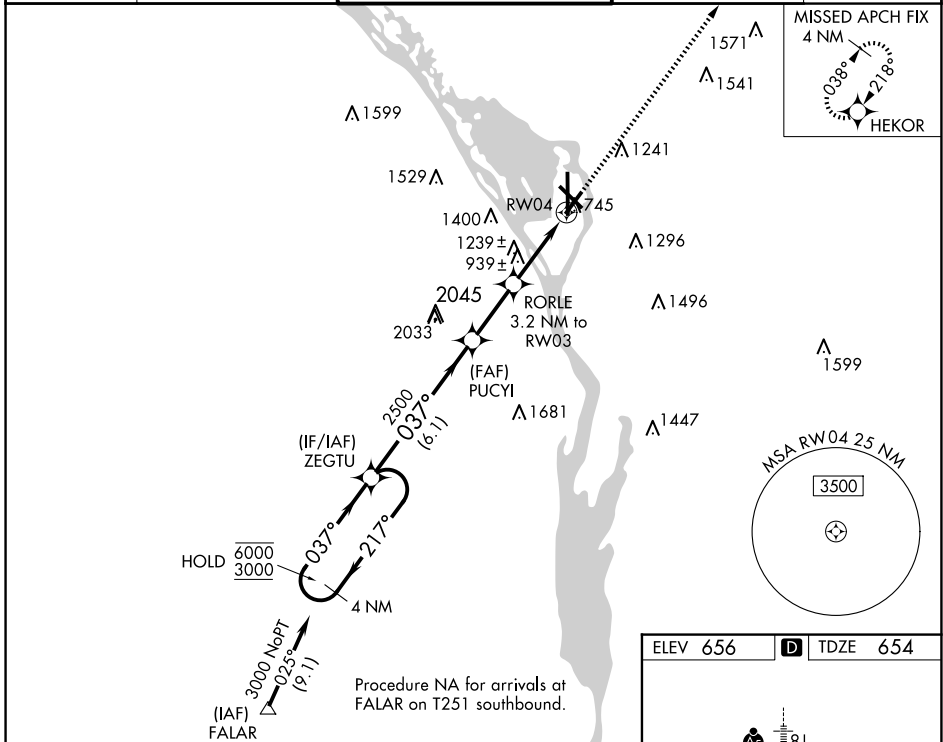 MISSED APCH FIX
4 NM
038°
218°
HEKOR
1571
1541
1599
1241
1529
RW04
745
1400
1239 ±
939 ±
1296
2045
RORLE
3.2 NM to
RW03
1496
2033
1599
(FAF)
PUCYI
2500
037°
(6.1)
1681
1447
(IF/IAF)
ZEGTU
MSA RW04 25 NM
3500
037°
217°
HOLD
6000
3000
4 NM
3000 NoPT
025°
(9.1)
Procedure NA for arrivals at
FALAR on T251 southbound.
(IAF)
FALAR
ELEV 656
D
TDZE 654